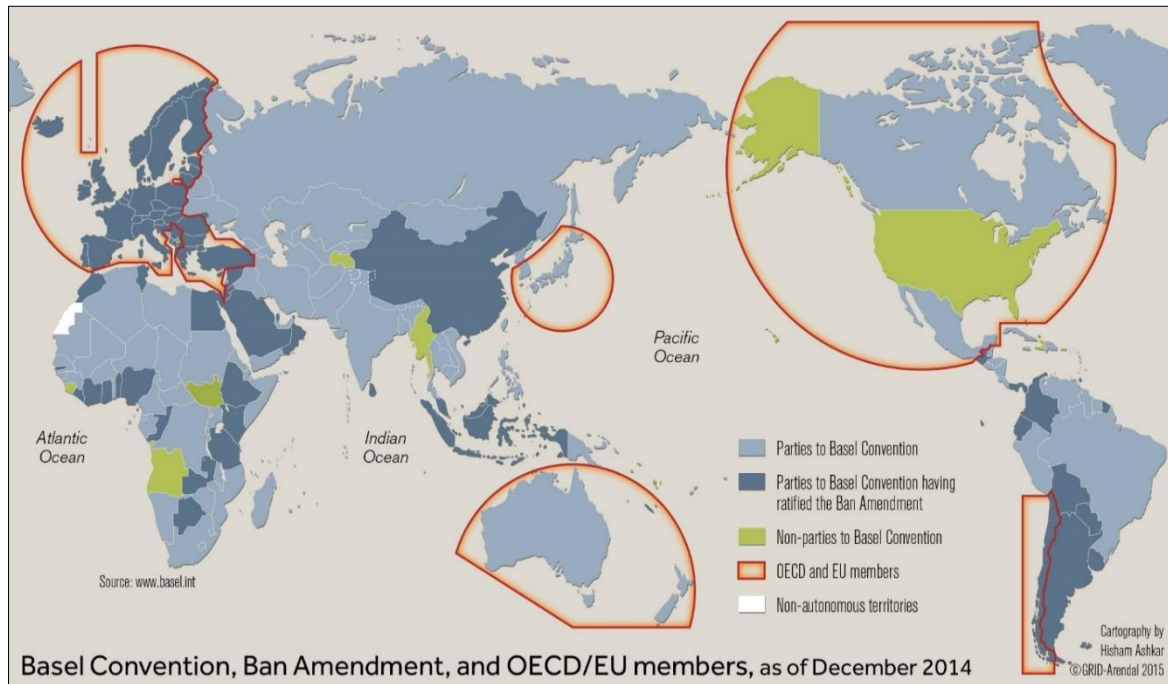 Pacific
Ocean
Atlantic
Ocean
Indian
Ocean
Parties to Basel Convention
Parties to Basel Convention having
ratified the Ban Amendment
Non-parties to Basel Convention
OECD and EU members
Non-autonomous territories
Source: www.basel.int
Cartography by
Hisham Ashkar
©GRID-Arendal 2015
Basel Convention, Ban Amendment, and OECD/EU members, as of December 2014